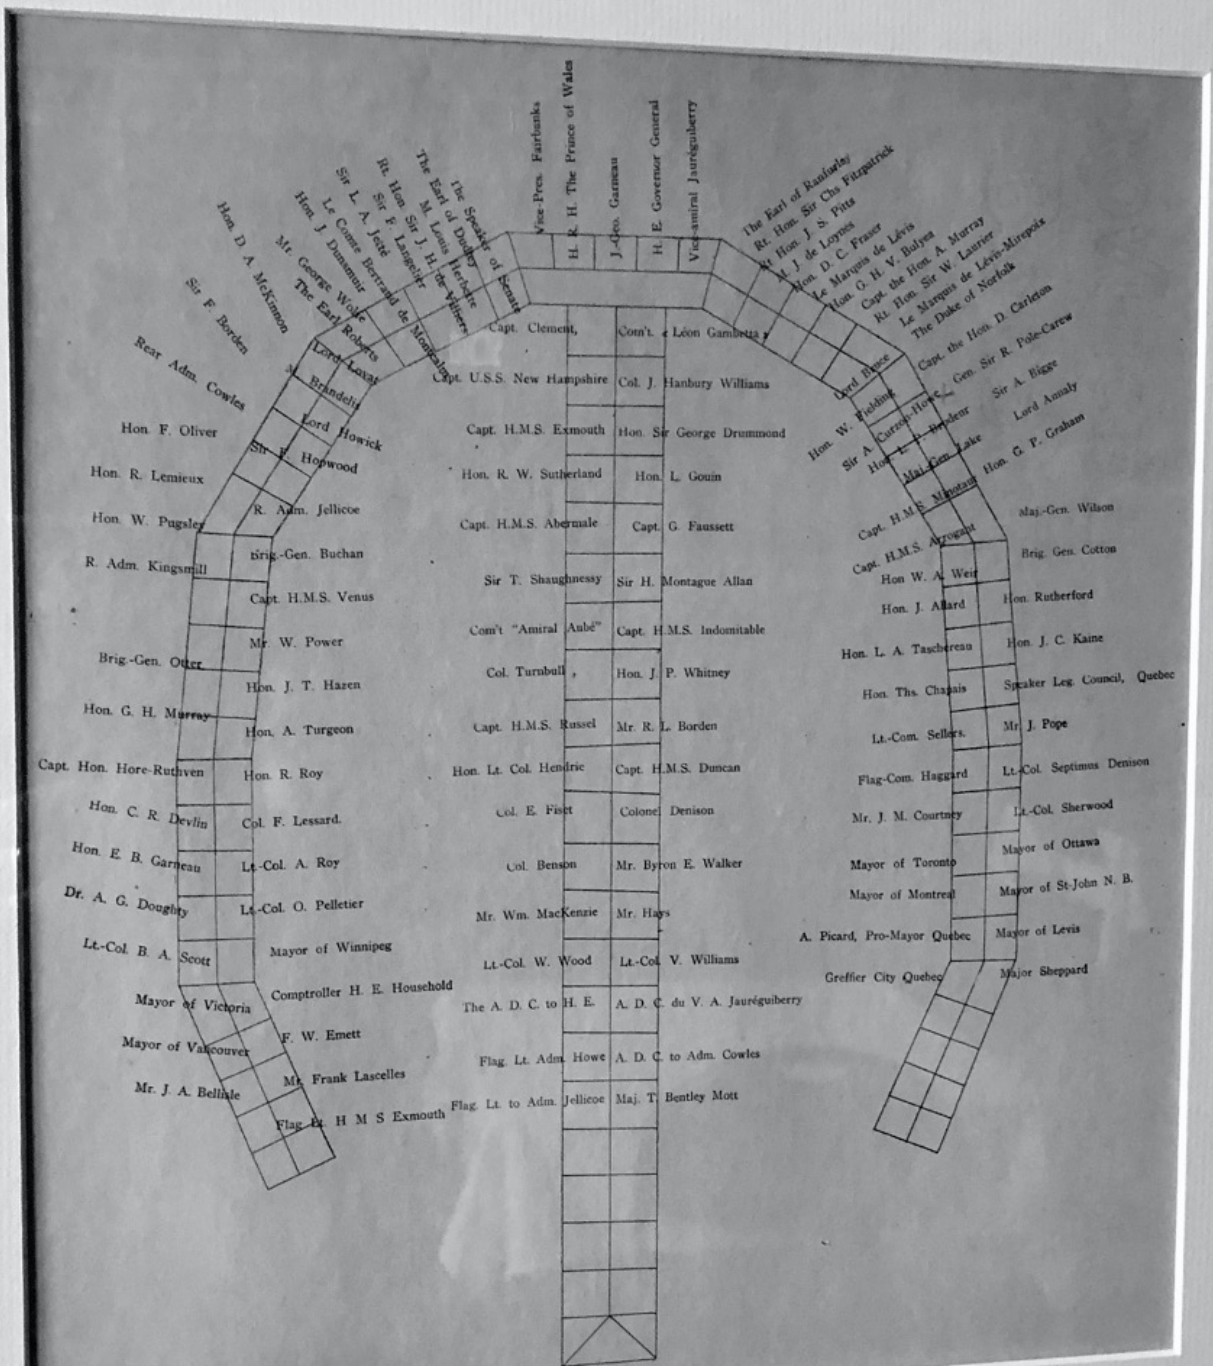 Vice-Pres. Fairbanks
H. R. H. The Prince of Wales
J.-Geo. Garneau
H. E. Governor General
Vice-amiral Jauréguiberry
The Speaker of Senate
The Earl of Dudley
M. Louis Herbette
Rt. Hon. Sir J. H. de Villiers
Sir F. Langelier
Sir L. A. Jetté
Le Comte Bertrand de Montcalm
Hon. J. Dunsmuir
Mr. George Wolfe
The Earl Roberts
Lord Lovat
Hon. D. A. McKinnon
M. Brandelis
Sir F. Borden
Lord Howick
Rear Adm. Cowles
Sir F. Hopwood
Hon. F. Oliver
R. Adm. Jellicoe
Hon. R. Lemieux
Hon. W. Pugsley
Brig.-Gen. Buchan
R. Adm. Kingsmill
Capt. H.M.S. Venus
Mr. W. Power
Brig.-Gen. Otter
Hon. J. T. Hazen
Hon. G. H. Murray
Hon. A. Turgeon
Capt. Hon. Hore-Ruthven
Hon. R. Roy
Hon. C. R. Devlin
Col. F. Lessard.
Hon. E. B. Garneau
Lt.-Col. A. Roy
Dr. A. G. Doughty
Lt.-Col. O. Pelletier
Lt.-Col. B. A. Scott
Mayor of Winnipeg
Mayor of Victoria
Comptroller H. E. Household
Mayor of Vancouver
F. W. Emett
Mr. J. A. Bellisle
Mr. Frank Lascelles
Flag Lt. H M S Exmouth
Capt. Clement,
Com't. « Léon Gambetta »
Capt. U.S.S. New Hampshire
Col. J. Hanbury Williams
Capt. H.M.S. Exmouth
Hon. Sir George Drummond
Hon. R. W. Sutherland
Hon. L. Gouin
Capt. H.M.S. Abermale
Capt. G. Faussett
Sir T. Shaughnessy
Sir H. Montague Allan
Com't "Amiral Aubé"
Capt. H.M.S. Indomitable
Col. Turnbull ,
Hon. J. P. Whitney
Capt. H.M.S. Russel
Mr. R. L. Borden
Hon. Lt. Col. Hendric
Capt. H.M.S. Duncan
Col. E. Fiset
Colonel Denison
Col. Benson
Mr. Byron E. Walker
Mr. Wm. MacKenzie
Mr. Hays
Lt.-Col. W. Wood
Lt.-Col. V. Williams
The A. D. C. to H. E.
A. D. C. du V. A. Jauréguiberry
Flag. Lt. Adm. Howe
A. D. C. to Adm. Cowles
Flag. Lt. to Adm. Jellicoe
Maj. T. Bentley Mott
The Earl of Ranfurlay
Rt. Hon. Sir Chs Fitzpatrick
Rt Hon. J. S. Pitts
M. J. de Loynes
Hon. D. C. Fraser
Le Marquis de Lévis
Hon. G. H. V. Bulyea
Capt. the Hon. A. Murray
Rt. Hon. Sir W. Laurier
Le Marquis de Lévis-Mirepoix
The Duke of Norfolk
Lord Bruce
Capt. the Hon. D. Carleton
Hon. W. Fielding
Gen. Sir R. Pole-Carew
Sir A. Curzon-Howe
Sir A. Bigge
Hon. L. P. Brodeur
Lord Annaly
Maj.-Gen. Lake
Hon. G. P. Graham
Capt. H.M.S. Minotaur
Maj.-Gen. Wilson
Capt. H.M.S. Arrogant
Brig. Gen. Cotton
Hon W. A. Weir
Hon. Rutherford
Hon. J. Allard
Hon. J. C. Kaine
Hon. L. A. Taschereau
Speaker Leg. Council, Quebec
Hon. Ths. Chapais
Mr. J. Pope
Lt.-Com. Sellers.
Lt.-Col. Septimus Denison
Flag-Com. Haggard
Lt.-Col. Sherwood
Mr. J. M. Courtney
Mayor of Ottawa
Mayor of Toronto
Mayor of St-John N. B.
Mayor of Montreal
Mayor of Levis
A. Picard, Pro-Mayor Quebec
Major Sheppard
Greffier City Quebec